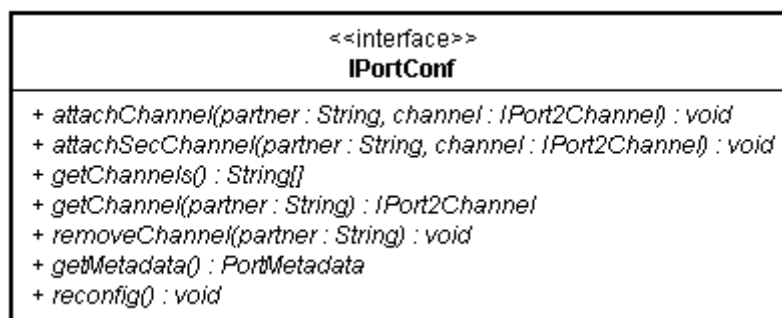 <<interface>>
IPortConf
+ attachChannel(partner : String, channel : IPort2Channel) : void
+ attachSecChannel(partner : String, channel : IPort2Channel) : void
+ getChannels() : String[]
+ getChannel(partner : String) : IPort2Channel
+ removeChannel(partner : String) : void
+ getMetadata() : PortMetadata
+ reconfig() : void